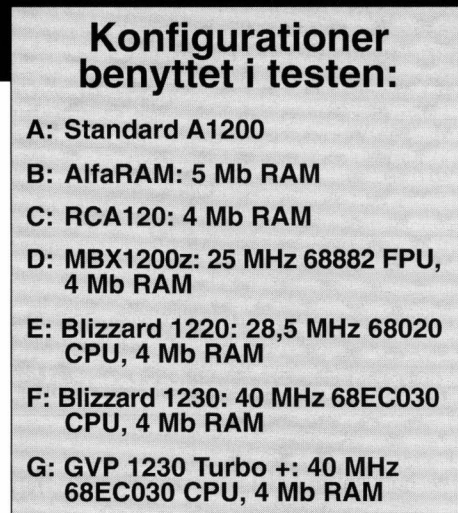 Konfigurationer
benyttet i testen:
A: Standard A1200
B: AlfaRAM: 5 Mb RAM
C: RCA120: 4 Mb RAM
D: MBX1200z: 25 MHz 68882 FPU,
4 Mb RAM
E: Blizzard 1220: 28,5 MHz 68020
CPU, 4 Mb RAM
F: Blizzard 1230: 40 MHz 68EC030
CPU, 4 Mb RAM
G: GVP 1230 Turbo +: 40 MHz
68EC030 CPU, 4 Mb RAM